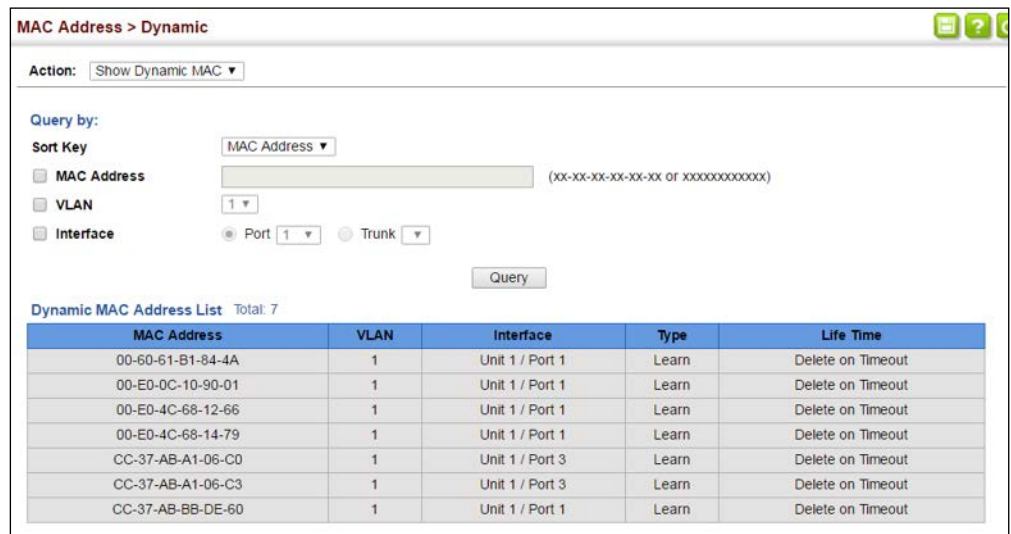 MAC Address > Dynamic
Action: Show Dynamic MAC
Query by:
Sort Key MAC Address
MAC Address (xx-xx-xx-xx-xx-xx or xxxxxxxxxxxx)
VLAN 1
Interface Port 1 Trunk
Query
Dynamic MAC Address List Total: 7
MAC Address VLAN Interface Type Life Time
00-60-61-B1-84-4A 1 Unit 1 / Port 1 Learn Delete on Timeout
00-E0-0C-10-90-01 1 Unit 1 / Port 1 Learn Delete on Timeout
00-E0-4C-68-12-66 1 Unit 1 / Port 1 Learn Delete on Timeout
00-E0-4C-68-14-79 1 Unit 1 / Port 1 Learn Delete on Timeout
CC-37-AB-A1-06-C0 1 Unit 1 / Port 3 Learn Delete on Timeout
CC-37-AB-A1-06-C3 1 Unit 1 / Port 3 Learn Delete on Timeout
CC-37-AB-BB-DE-60 1 Unit 1 / Port 1 Learn Delete on Timeout